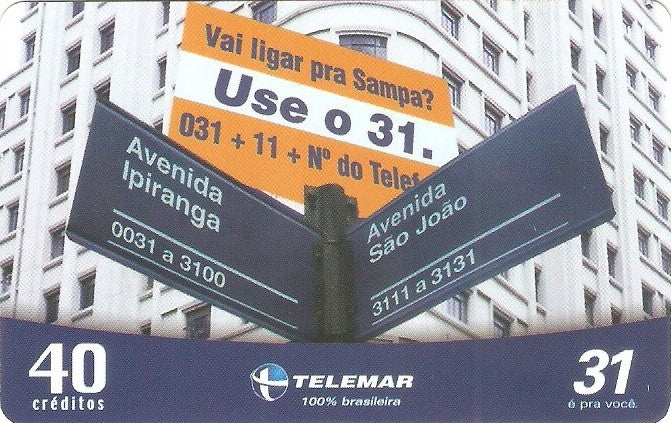 Vai ligar pra Sampa?
Use o 31.
031 + 11 + Nº do Telef
Avenida
Ipiranga
0031 a 3100
Avenida
São João
3111 a 3131
40
créditos
TELEMAR
100% brasileira
31
é pra você.